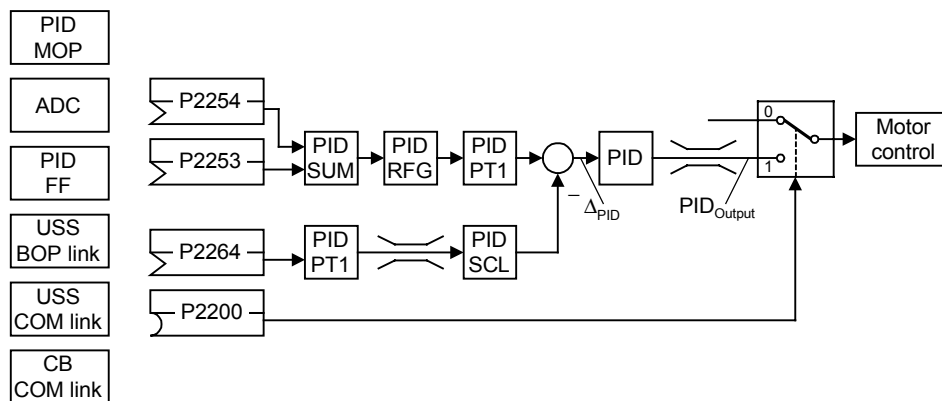 PID
MOP
ADC
PID
FF
USS
BOP link
USS
COM link
CB
COM link
P2254
P2253
P2264
P2200
PID
SUM
PID
RFG
PID
PT1
PID
PT1
PID
SCL
−
ΔPID
PID
PIDOutput
0
1
Motor
control